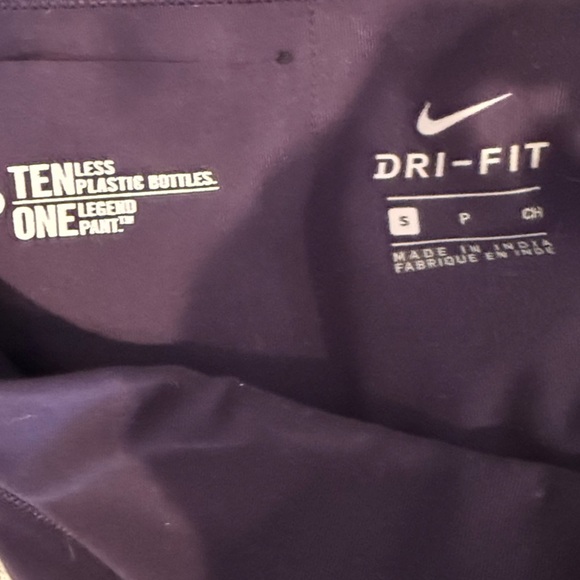 TEN LESS
PLASTIC BOTTLES.
ONE LEGEND
PANT.™
DRI-FIT
S P CH
MADE IN INDIA
FABRIQUE EN INDE